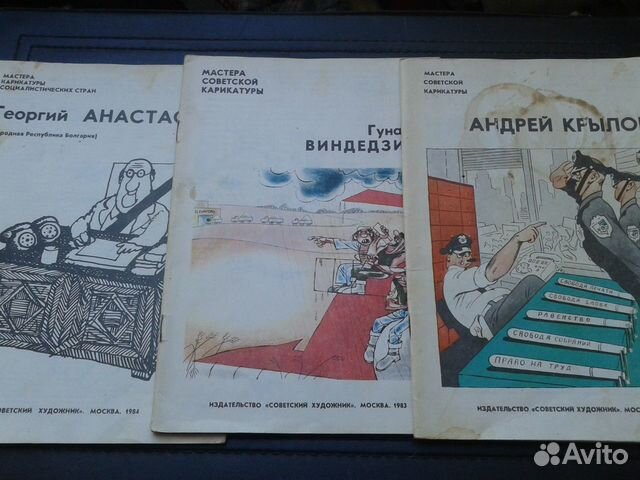 МАСТЕРА
КАРИКАТУРЫ
СОЦИАЛИСТИЧЕСКИХ СТРАН
Георгий АНАСТАС
родная Республика Болгария)
СОВЕТСКИЙ ХУДОЖНИК». МОСКВА. 1984
МАСТЕРА
СОВЕТСКОЙ
КАРИКАТУРЫ
Гуна
ВИНДЕДЗИ
ИЗДАТЕЛЬСТВО «СОВЕТСКИЙ ХУДОЖНИК». МОСКВА. 1983
МАСТЕРА
СОВЕТСКОЙ
КАРИКАТУРЫ
АНДРЕЙ КРЫЛО
СВОБОДА ПЕЧАТИ
СВОБОДА СЛОВА
РАВЕНСТВО
СВОБОДА СОБРАНИЙ
ПРАВО НА ТРУД
ИЗДАТЕЛЬСТВО «СОВЕТСКИЙ ХУДОЖНИК». МОСКВА
Avito